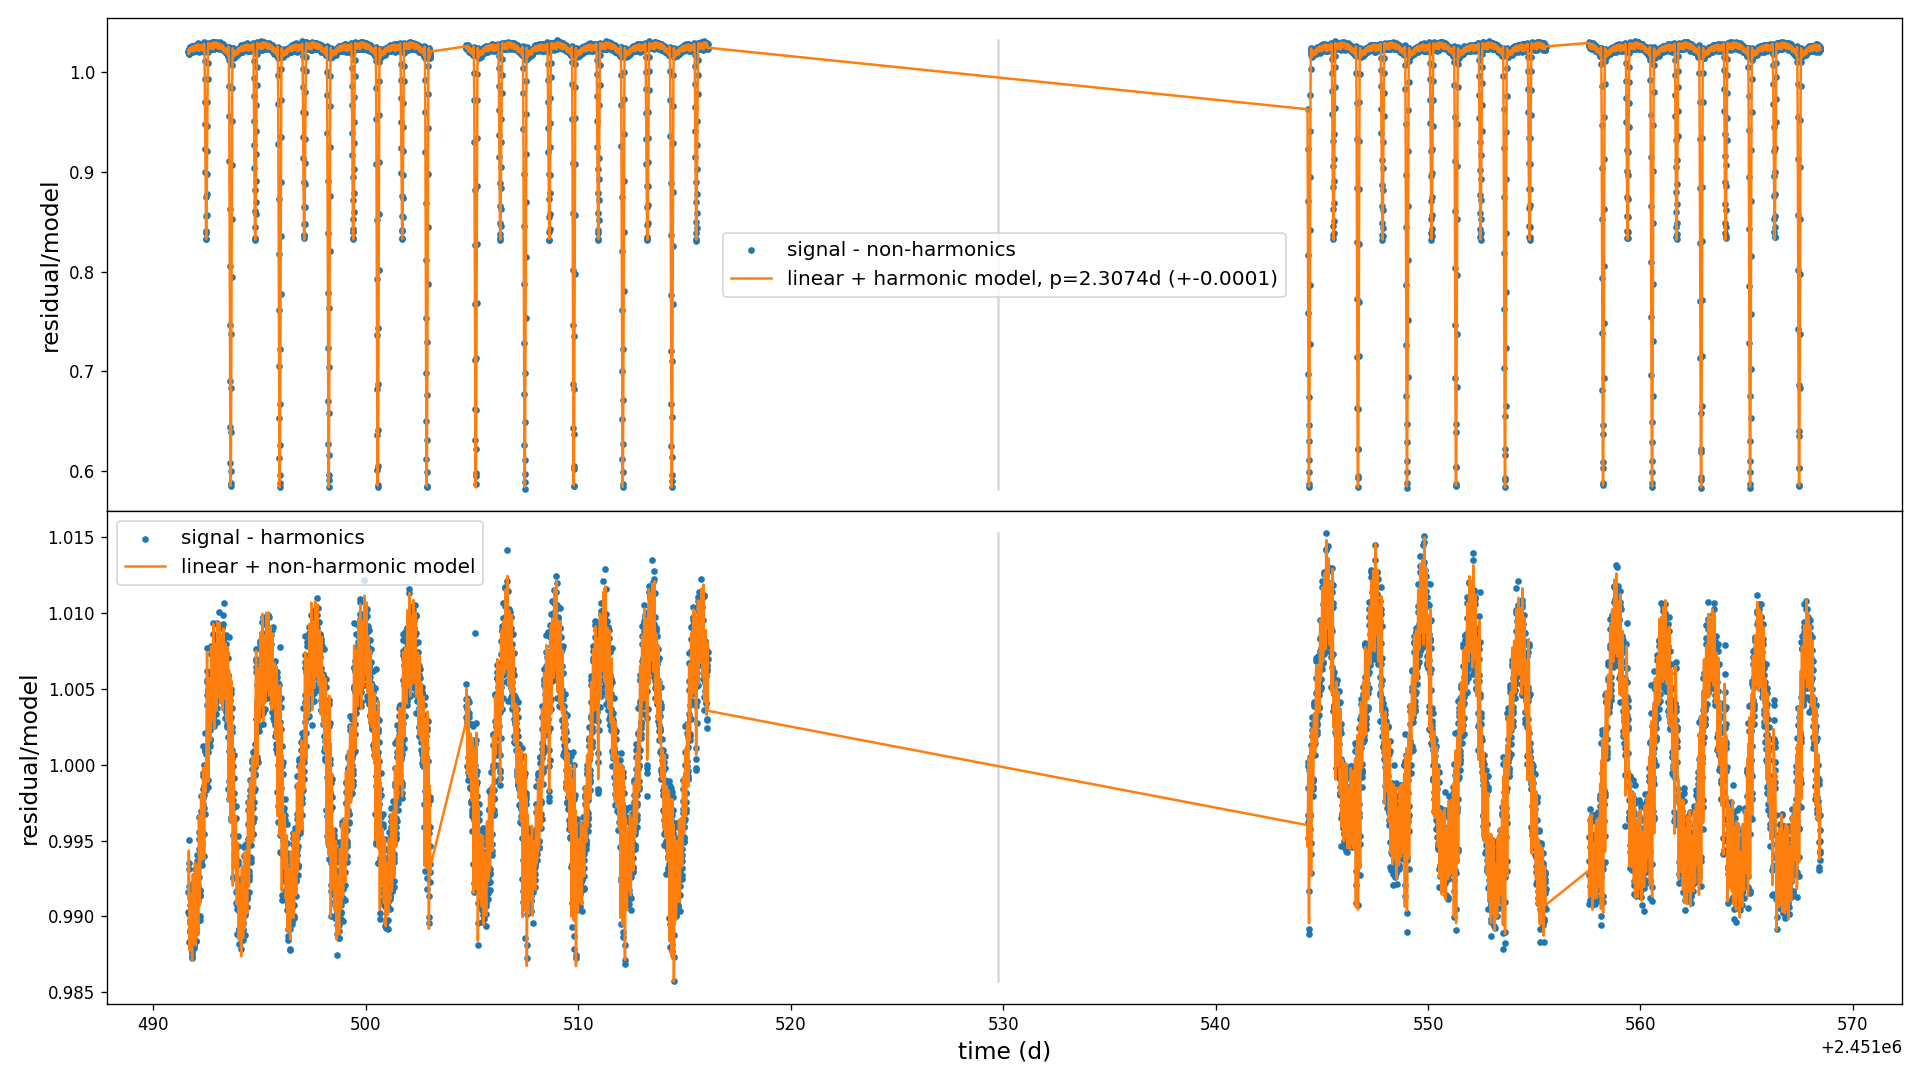 1.0
0.9
0.8
0.7
0.6
residual/model
signal - non-harmonics
linear + harmonic model, p=2.3074d (+-0.0001)
signal - harmonics
linear + non-harmonic model
1.015
1.010
1.005
1.000
0.995
0.990
0.985
residual/model
490 500 510 520 530 540 550 560 570
time (d)
+2.451e6